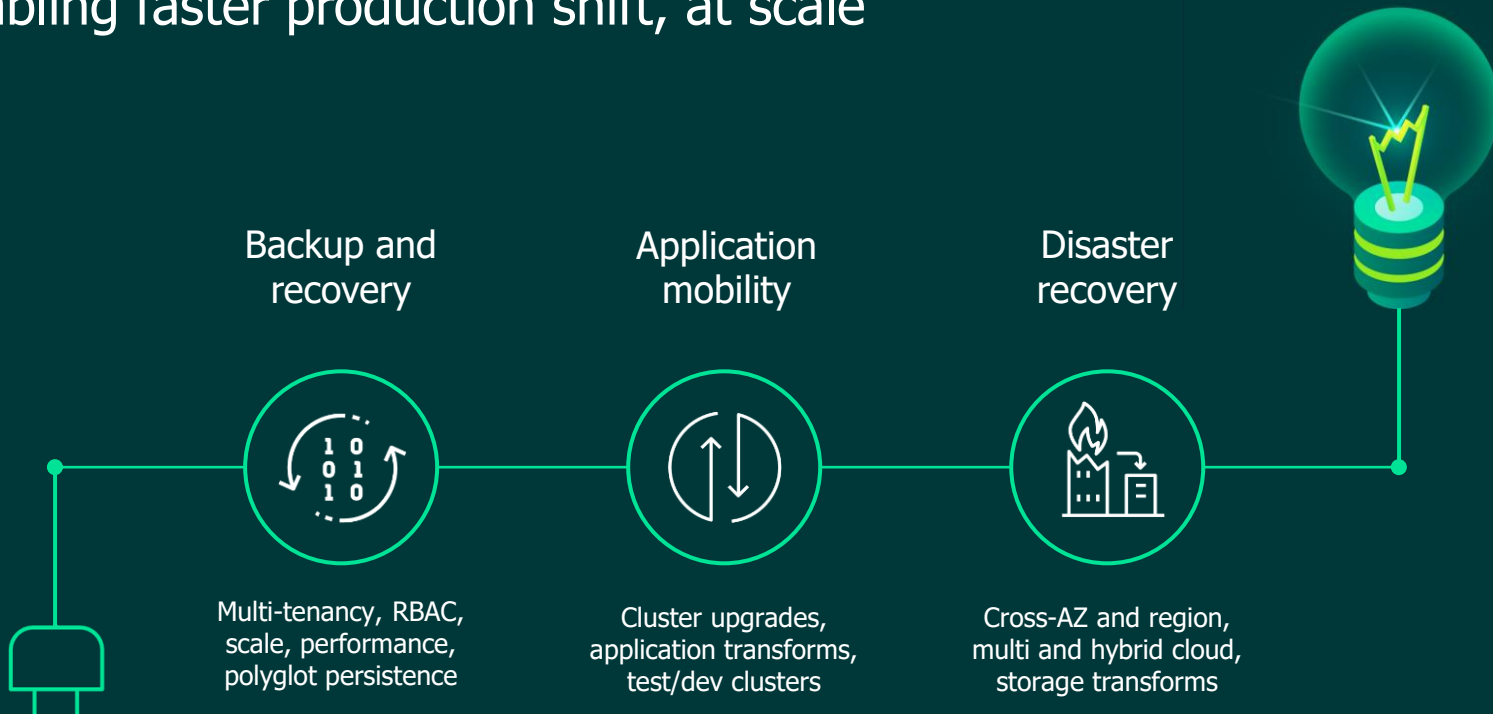 bling faster production shift, at scale
Backup and
recovery
Application
mobility
Disaster
recovery
1 0
0 1
1 0
Multi-tenancy, RBAC,
scale, performance,
polyglot persistence
Cluster upgrades,
application transforms,
test/dev clusters
Cross-AZ and region,
multi and hybrid cloud,
storage transforms